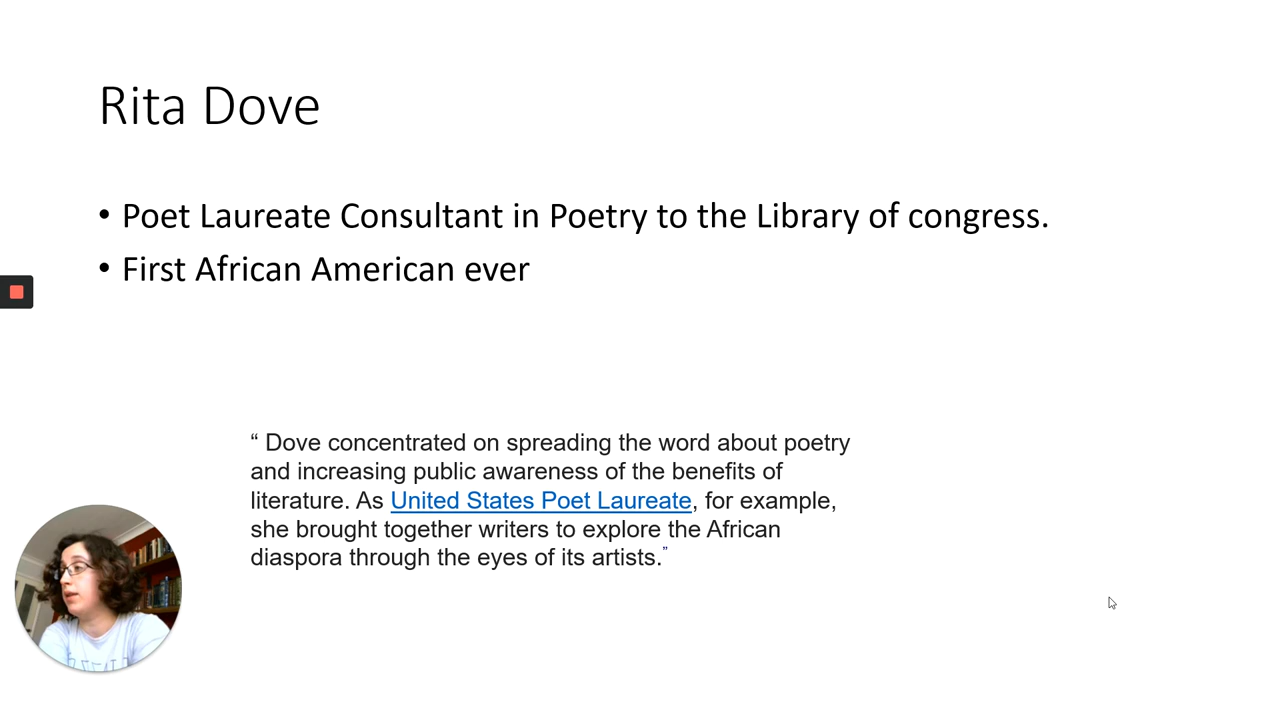 Rita Dove
• Poet Laureate Consultant in Poetry to the Library of congress.
• First African American ever
“ Dove concentrated on spreading the word about poetry
and increasing public awareness of the benefits of
literature. As United States Poet Laureate, for example,
she brought together writers to explore the African
diaspora through the eyes of its artists.”